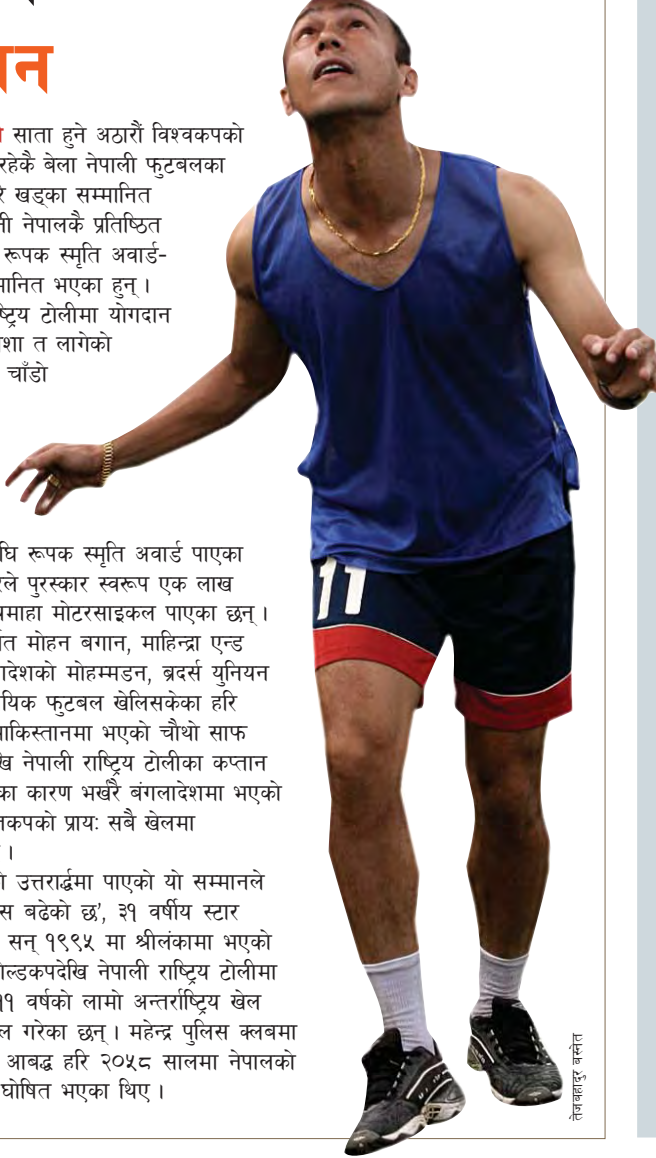 साता हुने अठारौं विश्वकपको
रहेकै बेला नेपाली फुटबलका
खड्का सम्मानित
नेपालकै प्रतिष्ठित
रूपक स्मृति अवार्ड-
भएका हुन् ।
टोलीमा योगदान
त लागेको
चाँडो
रूपक स्मृति अवार्ड पाएका
पुरस्कार स्वरूप एक लाख
मोटरसाइकल पाएका छन् ।
मोहन बगान, माहिन्द्रा एन्ड
मोहम्मडन, ब्रदर्स युनियन
फुटबल खेलिसकेका हरि
पाकिस्तानमा भएको चौथो साफ
नेपाली राष्ट्रिय टोलीका कप्तान
कारण भर्खरै बंगलादेशमा भएको
प्रायः सबै खेलमा
।
उत्तरार्द्धमा पाएको यो सम्मानले
बढेको छ', ३१ वर्षीय स्टार
सन् १९९५ मा श्रीलंकामा भएको
गोल्डकपदेखि नेपाली राष्ट्रिय टोलीमा
११ वर्षको लामो अन्तर्राष्ट्रिय खेल
गरेका छन् । महेन्द्र पुलिस क्लबमा
आबद्ध हरि २०५८ सालमा नेपालको
घोषित भएका थिए ।
11
तेजबहादुर बस्नेत